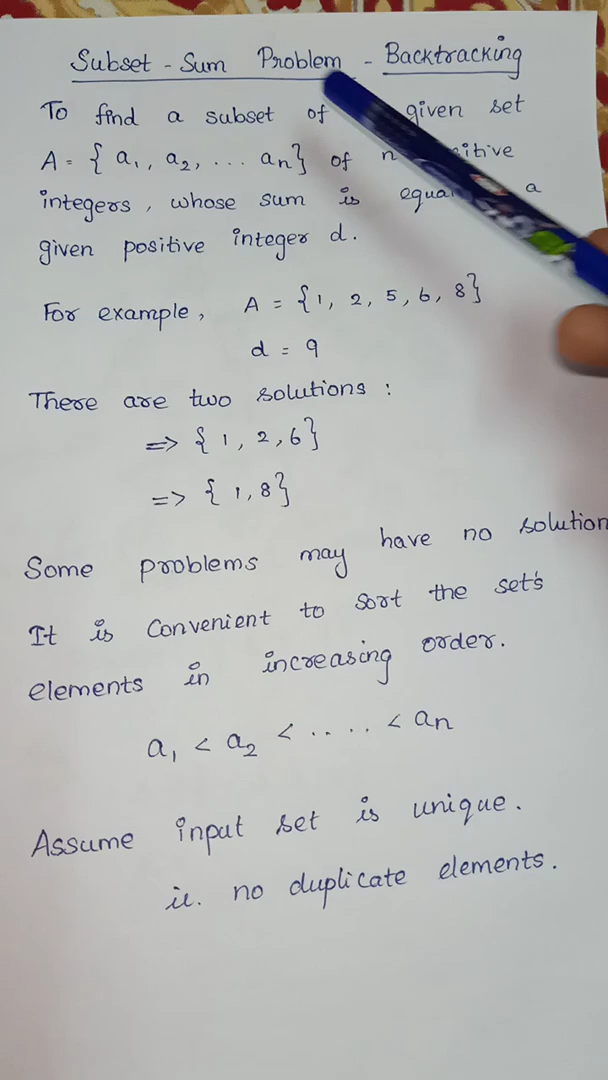 Subset - Sum Problem - Backtracking
To find a subset of given set
A = { a₁, a₂, ... an} of n itive
integers, whose sum is equa a
given positive integer d.
For example, A = {1, 2, 5, 6, 8}
d = 9
There are two solutions :
=> { 1, 2, 6}
=> { 1, 8}
Some problems may have no solution
It is convenient to sort the set's
elements in increasing order.
a₁ < a₂ < .... < an
Assume input set is unique.
ie. no duplicate elements.